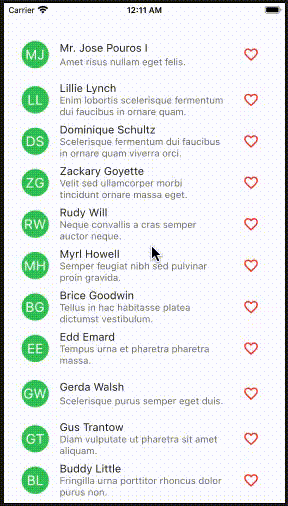 Carrier 12:11 AM
MJ Mr. Jose Pouros I
Amet risus nullam eget felis.
LL Lillie Lynch
Enim lobortis scelerisque fermentum
dui faucibus in ornare quam.
DS Dominique Schultz
Scelerisque fermentum dui faucibus
in ornare quam viverra orci.
ZG Zackary Goyette
Velit sed ullamcorper morbi
tincidunt ornare massa eget.
RW Rudy Will
Neque convallis a cras semper
auctor neque.
MH Myrl Howell
Semper feugiat nibh sed pulvinar
proin gravida.
BG Brice Goodwin
Tellus in hac habitasse platea
dictumst vestibulum.
EE Edd Emard
Tempus urna et pharetra pharetra
massa.
GW Gerda Walsh
Scelerisque purus semper eget duis.
GT Gus Trantow
Diam vulputate ut pharetra sit amet
aliquam.
BL Buddy Little
Fringilla urna porttitor rhoncus dolor
purus non.